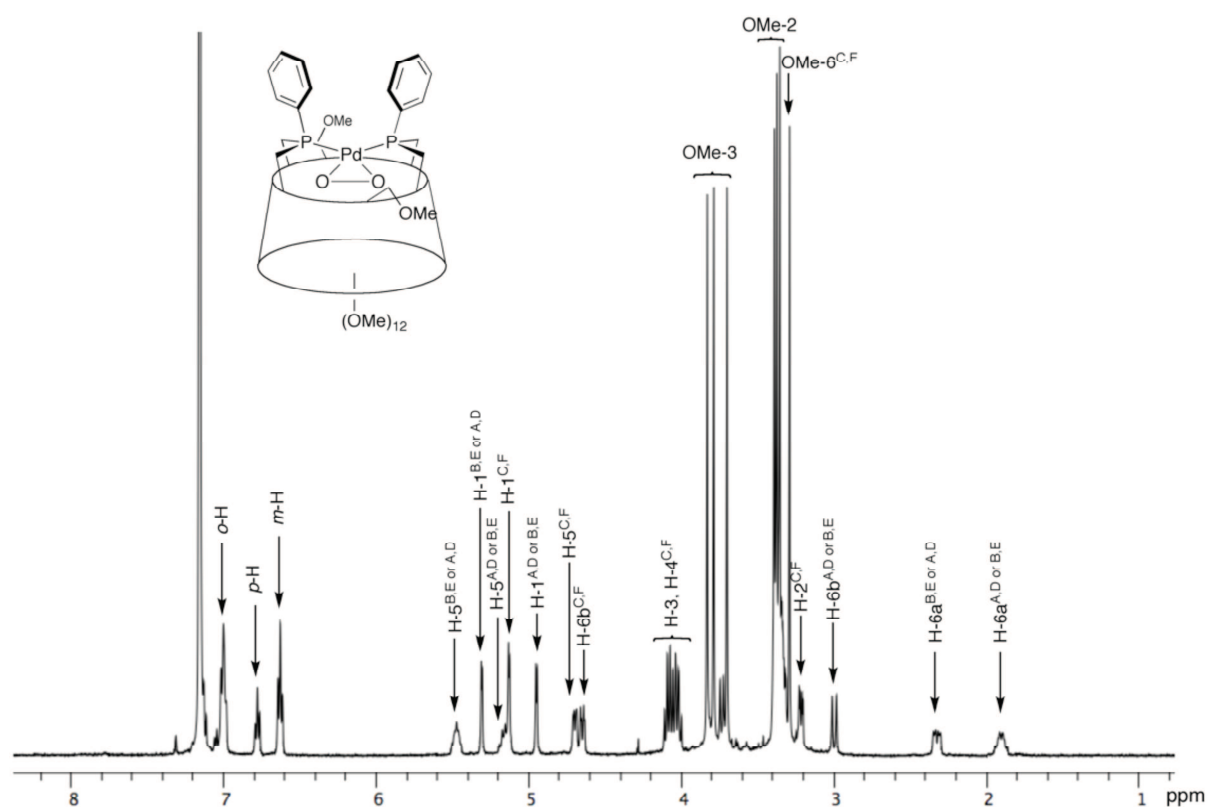 OMe-2
OMe-6C,F
OMe
P
P
Pd
O
O
OMe
(OMe)12
OMe-3
o-H
p-H
m-H
H-5B,E or A,D
H-1B,E or A,D
H-5A,D or B,E
H-1C,F
H-1A,D or B,E
H-5C,F
H-6bC,F
H-3, H-4C,F
H-2C,F
H-6bA,D or B,E
H-6aB,E or A,D
H-6aA,D or B,E
8 7 6 5 4 3 2 1 ppm